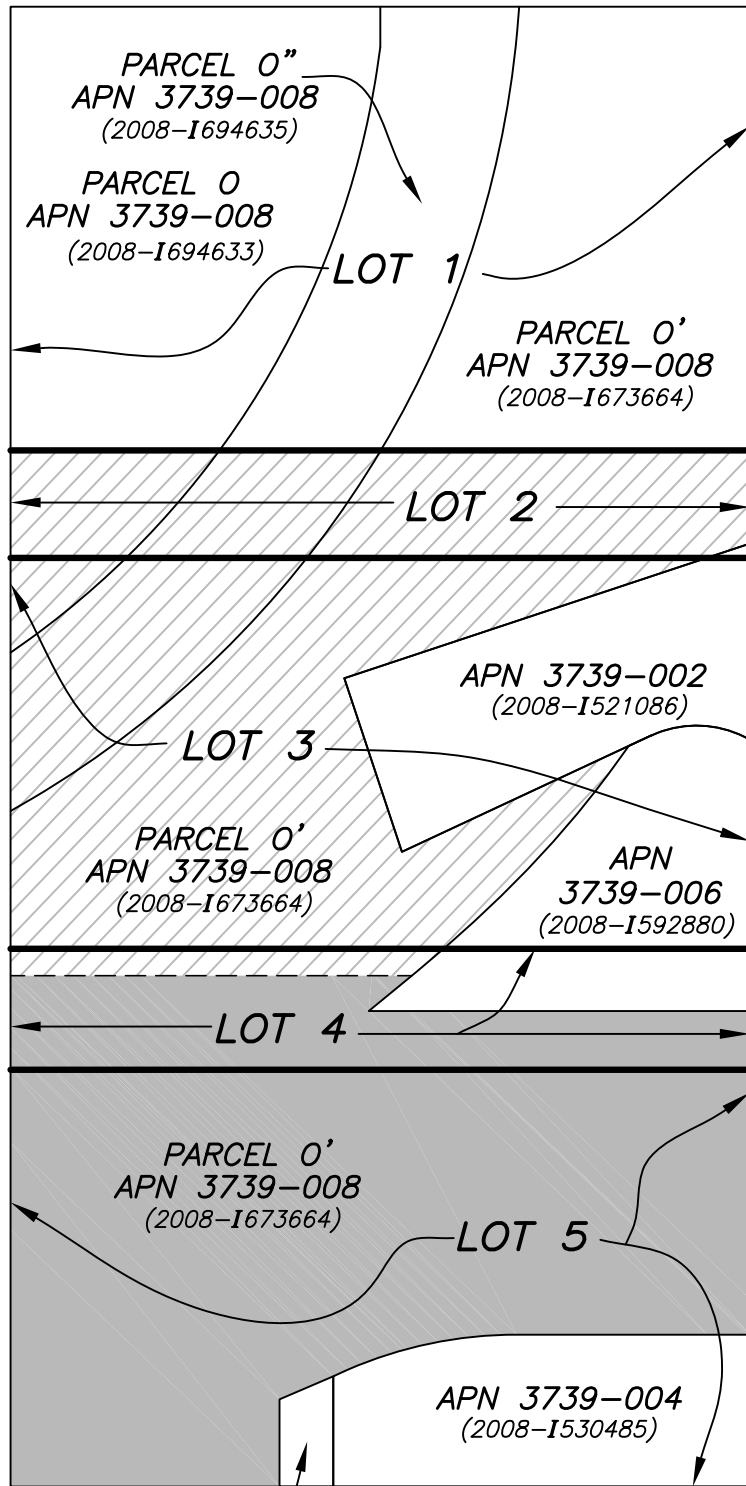 PARCEL O"
APN 3739-008
(2008-I694635)
PARCEL O
APN 3739-008
(2008-I694633)
LOT 1
PARCEL O'
APN 3739-008
(2008-I673664)
LOT 2
APN 3739-002
(2008-I521086)
LOT 3
PARCEL O'
APN 3739-008
(2008-I673664)
APN
3739-006
(2008-I592880)
LOT 4
PARCEL O'
APN 3739-008
(2008-I673664)
LOT 5
APN 3739-004
(2008-I530485)